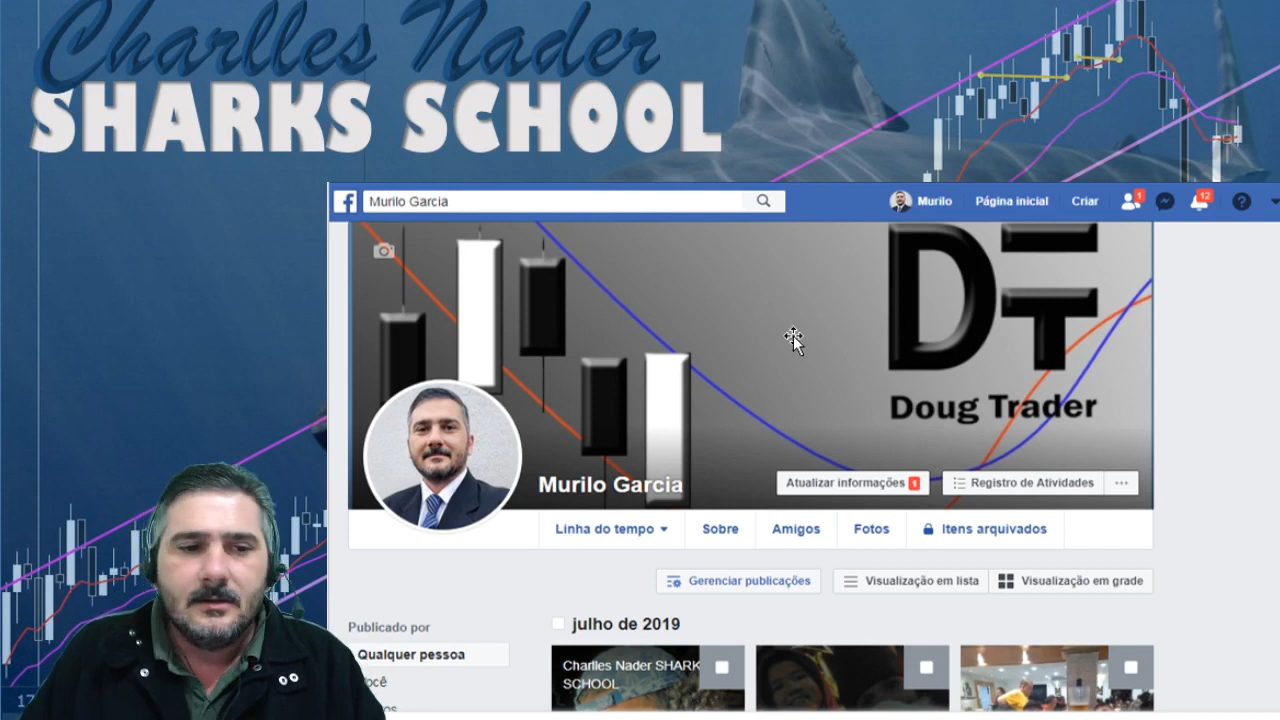 Charlles Nader
SHARKS SCHOOL
Murilo Garcia
Murilo
Página inicial
Criar
1
12
DT
Doug Trader
Murilo Garcia
Atualizar informações 1
Registro de Atividades
Linha do tempo
Sobre
Amigos
Fotos
Itens arquivados
Gerenciar publicações
Visualização em lista
Visualização em grade
Publicado por
julho de 2019
Qualquer pessoa
Charlles Nader SHARK
SCHOOL
17